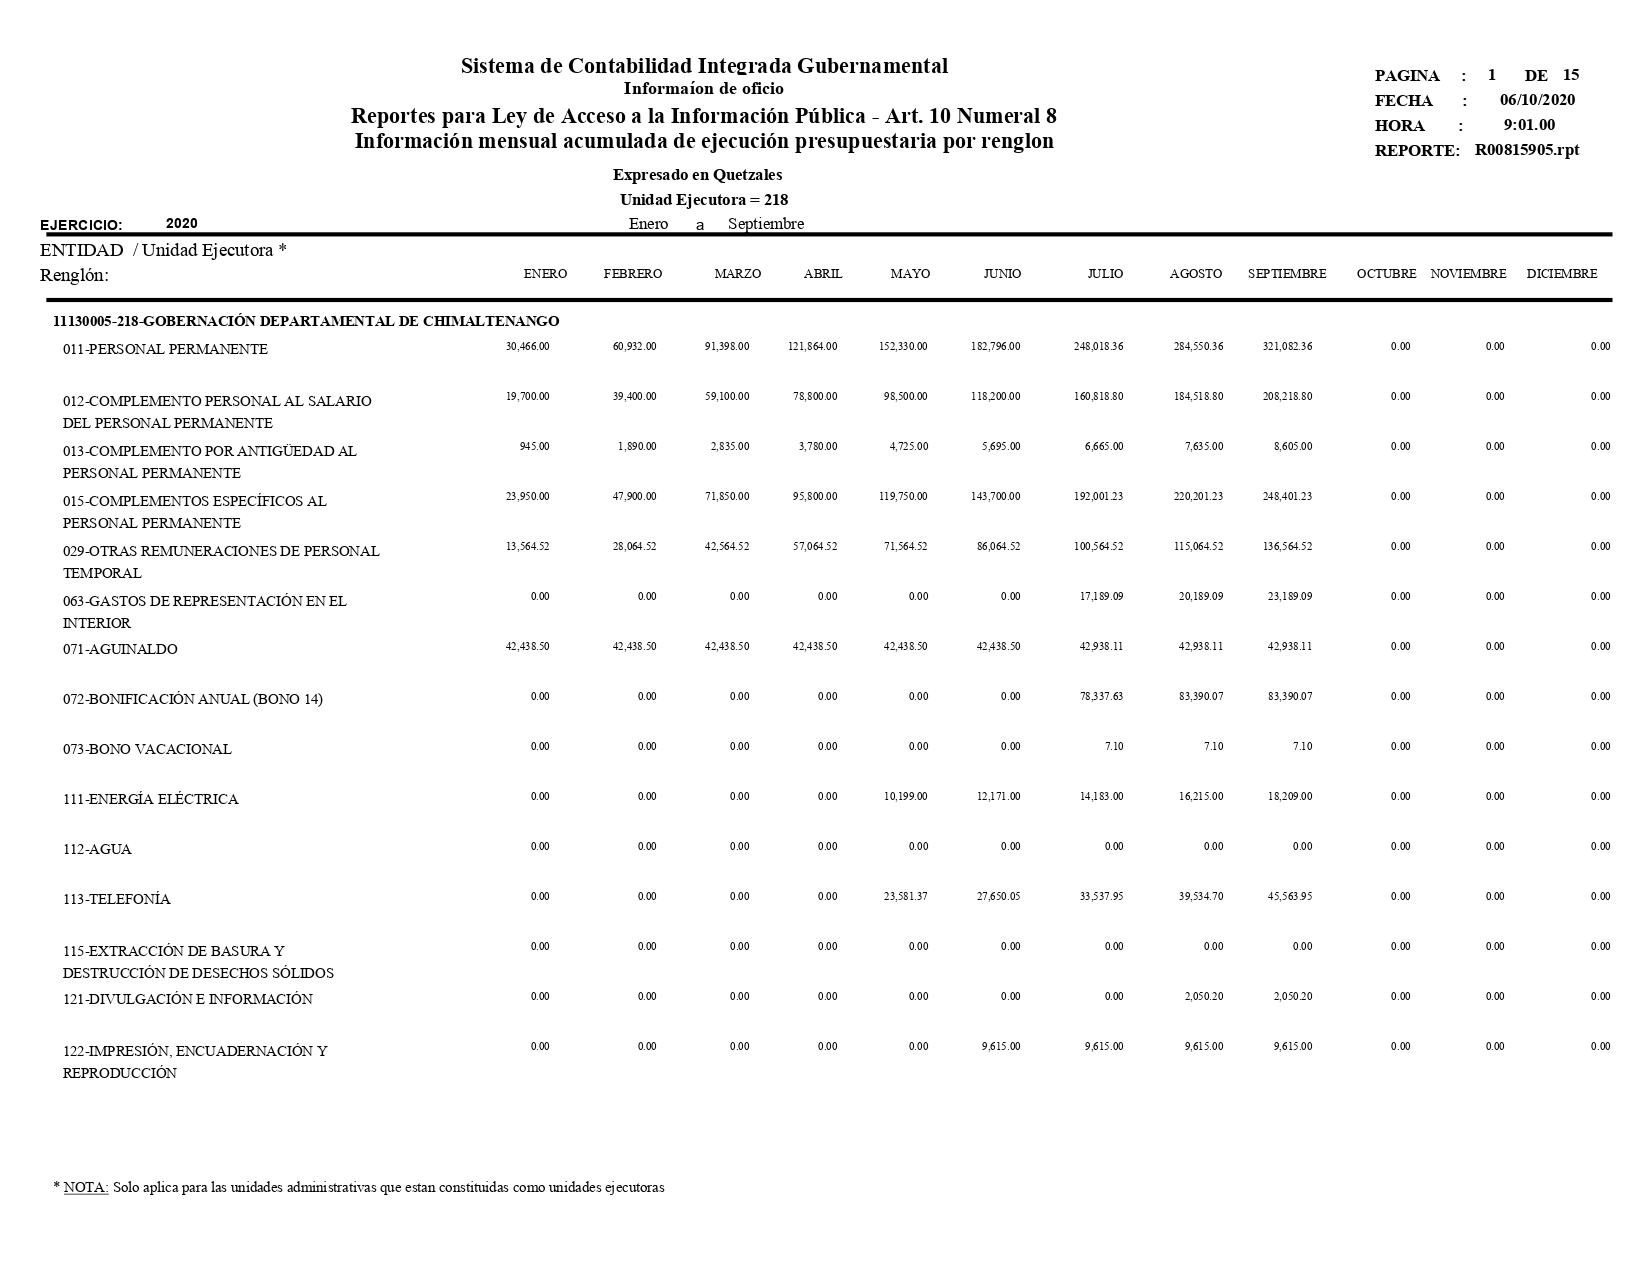 Sistema de Contabilidad Integrada Gubernamental
Informaíon de oficio
Reportes para Ley de Acceso a la Información Pública - Art. 10 Numeral 8
Información mensual acumulada de ejecución presupuestaria por renglon
PAGINA : 1 DE 15
FECHA : 06/10/2020
HORA : 9:01.00
REPORTE: R00815905.rpt
Expresado en Quetzales
Unidad Ejecutora = 218
EJERCICIO: 2020 Enero a Septiembre
ENTIDAD / Unidad Ejecutora *
Renglón: ENERO FEBRERO MARZO ABRIL MAYO JUNIO JULIO AGOSTO SEPTIEMBRE OCTUBRE NOVIEMBRE DICIEMBRE
11130005-218-GOBERNACIÓN DEPARTAMENTAL DE CHIMALTENANGO
011-PERSONAL PERMANENTE 30,466.00 60,932.00 91,398.00 121,864.00 152,330.00 182,796.00 248,018.36 284,550.36 321,082.36 0.00 0.00 0.00
012-COMPLEMENTO PERSONAL AL SALARIO 19,700.00 39,400.00 59,100.00 78,800.00 98,500.00 118,200.00 160,818.80 184,518.80 208,218.80 0.00 0.00 0.00
DEL PERSONAL PERMANENTE
013-COMPLEMENTO POR ANTIGÜEDAD AL 945.00 1,890.00 2,835.00 3,780.00 4,725.00 5,695.00 6,665.00 7,635.00 8,605.00 0.00 0.00 0.00
PERSONAL PERMANENTE
015-COMPLEMENTOS ESPECÍFICOS AL 23,950.00 47,900.00 71,850.00 95,800.00 119,750.00 143,700.00 192,001.23 220,201.23 248,401.23 0.00 0.00 0.00
PERSONAL PERMANENTE
029-OTRAS REMUNERACIONES DE PERSONAL 13,564.52 28,064.52 42,564.52 57,064.52 71,564.52 86,064.52 100,564.52 115,064.52 136,564.52 0.00 0.00 0.00
TEMPORAL
063-GASTOS DE REPRESENTACIÓN EN EL 0.00 0.00 0.00 0.00 0.00 0.00 17,189.09 20,189.09 23,189.09 0.00 0.00 0.00
INTERIOR
071-AGUINALDO 42,438.50 42,438.50 42,438.50 42,438.50 42,438.50 42,438.50 42,938.11 42,938.11 42,938.11 0.00 0.00 0.00
072-BONIFICACIÓN ANUAL (BONO 14) 0.00 0.00 0.00 0.00 0.00 0.00 78,337.63 83,390.07 83,390.07 0.00 0.00 0.00
073-BONO VACACIONAL 0.00 0.00 0.00 0.00 0.00 0.00 7.10 7.10 7.10 0.00 0.00 0.00
111-ENERGÍA ELÉCTRICA 0.00 0.00 0.00 0.00 10,199.00 12,171.00 14,183.00 16,215.00 18,209.00 0.00 0.00 0.00
112-AGUA 0.00 0.00 0.00 0.00 0.00 0.00 0.00 0.00 0.00 0.00 0.00 0.00
113-TELEFONÍA 0.00 0.00 0.00 0.00 23,581.37 27,650.05 33,537.95 39,534.70 45,563.95 0.00 0.00 0.00
115-EXTRACCIÓN DE BASURA Y 0.00 0.00 0.00 0.00 0.00 0.00 0.00 0.00 0.00 0.00 0.00 0.00
DESTRUCCIÓN DE DESECHOS SÓLIDOS
121-DIVULGACIÓN E INFORMACIÓN 0.00 0.00 0.00 0.00 0.00 0.00 0.00 2,050.20 2,050.20 0.00 0.00 0.00
122-IMPRESIÓN, ENCUADERNACIÓN Y 0.00 0.00 0.00 0.00 0.00 9,615.00 9,615.00 9,615.00 9,615.00 0.00 0.00 0.00
REPRODUCCIÓN
* NOTA: Solo aplica para las unidades administrativas que estan constituidas como unidades ejecutoras